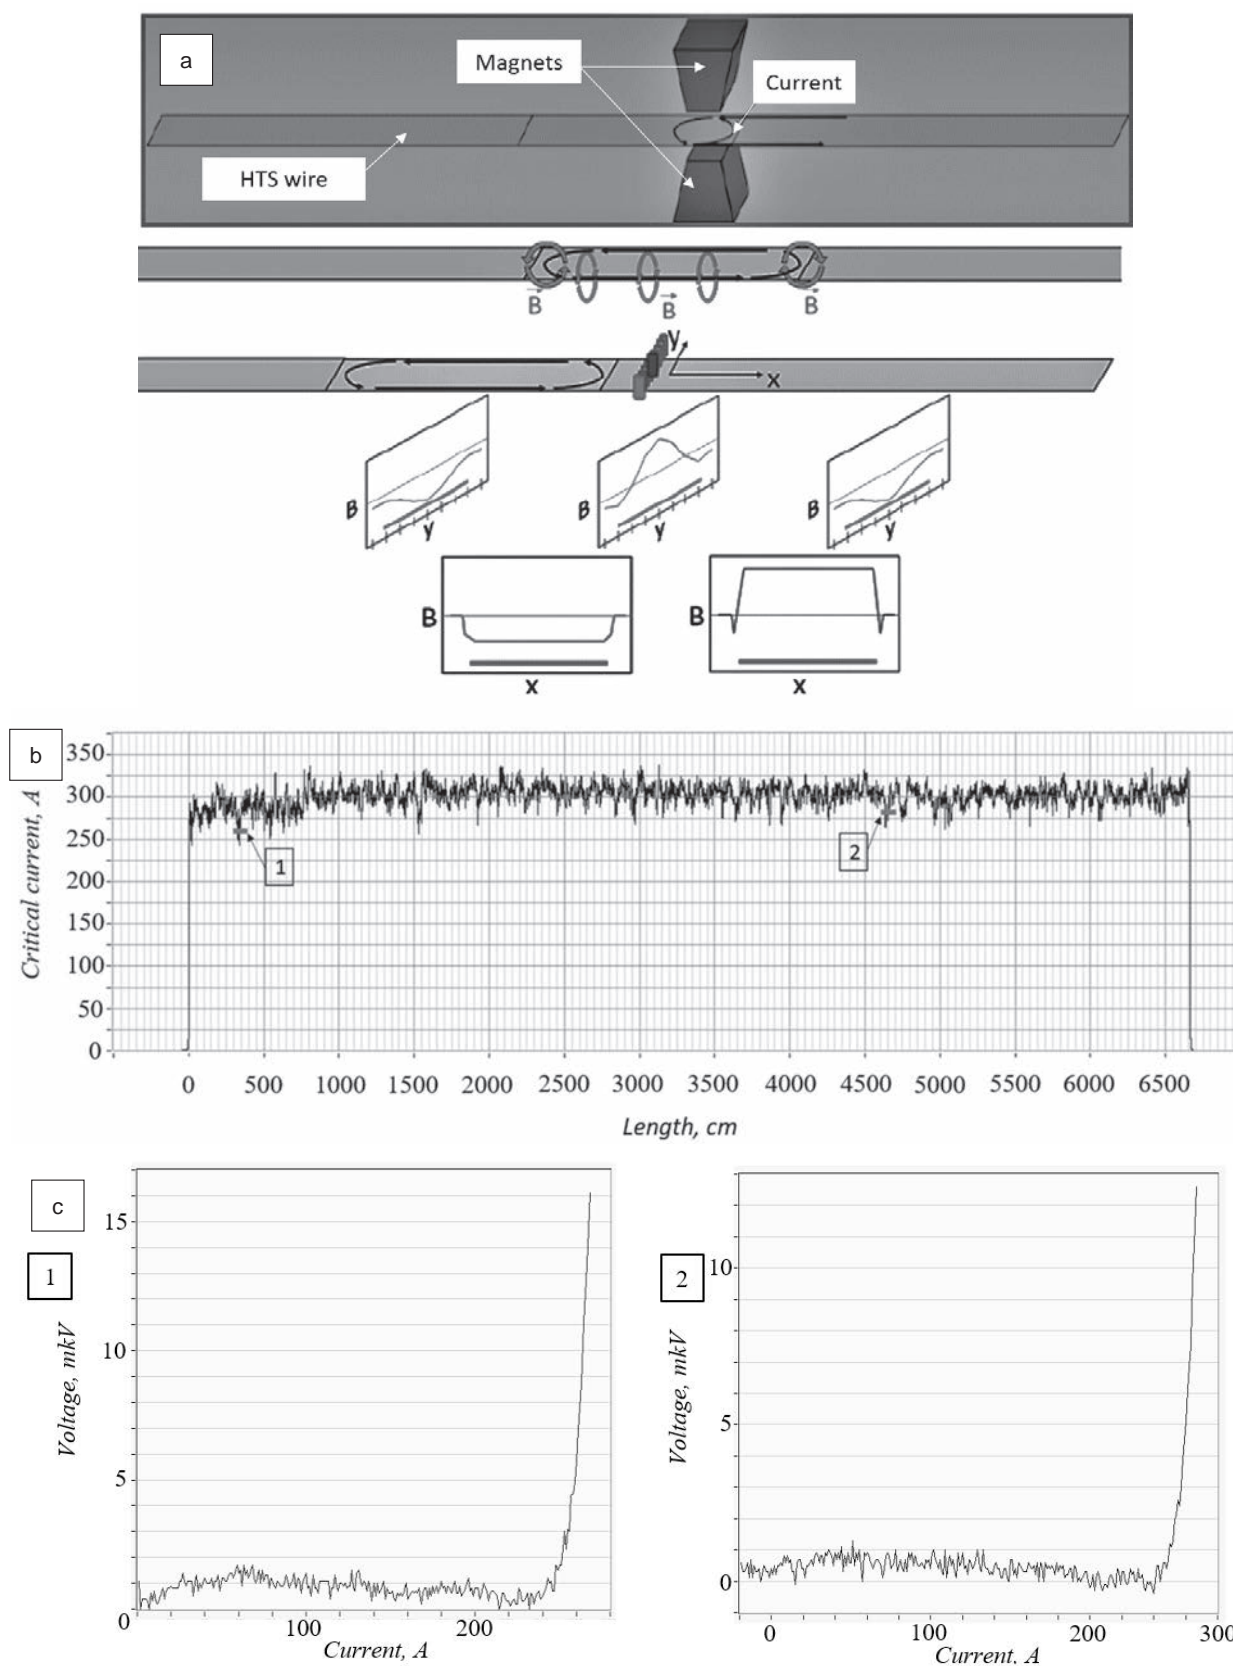 a
Magnets
Current
HTS wire
B
B
B
y
x
B
y
B
y
B
y
B
x
B
x
b
Critical current, A
350
300
250
200
150
100
50
0
1
2
0 500 1000 1500 2000 2500 3000 3500 4000 4500 5000 5500 6000 6500
Length, cm
c
1
Voltage, mkV
15
10
5
0
100 200
Current, A
2
Voltage, mkV
10
5
0
0 100 200 300
Current, A